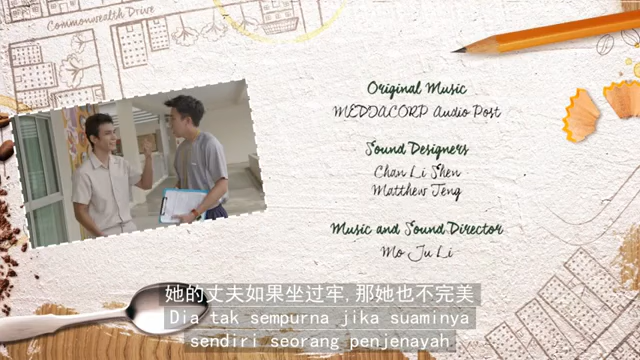 Commonwealth Drive
Original Music
MEDIACORP Audio Post
Sound Designers
Chan Li Shen
Matthew Teng
Music and Sound Director
Mo Ju Li
她的丈夫如果坐过牢,那她也不完美
Dia tak sempurna jika suaminya
sendiri seorang penjenayah